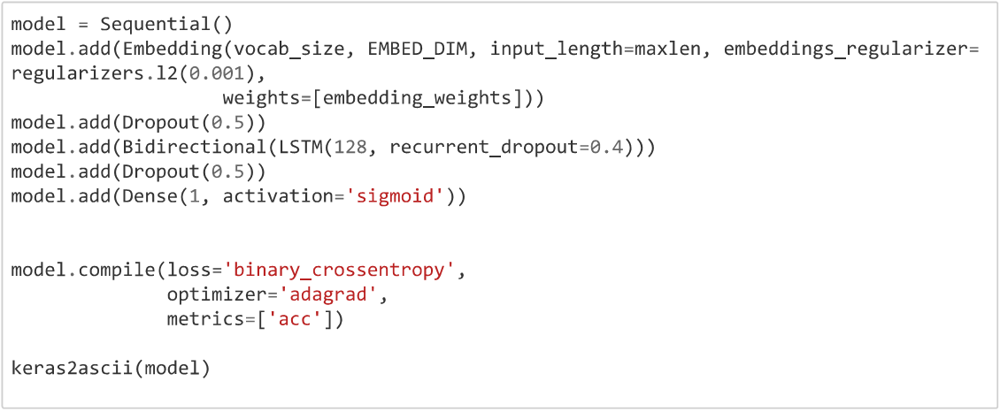 model = Sequential()
model.add(Embedding(vocab_size, EMBED_DIM, input_length=maxlen, embeddings_regularizer=
regularizers.l2(0.001),
                   weights=[embedding_weights]))
model.add(Dropout(0.5))
model.add(Bidirectional(LSTM(128, recurrent_dropout=0.4)))
model.add(Dropout(0.5))
model.add(Dense(1, activation='sigmoid'))

model.compile(loss='binary_crossentropy',
              optimizer='adagrad',
              metrics=['acc'])

keras2ascii(model)